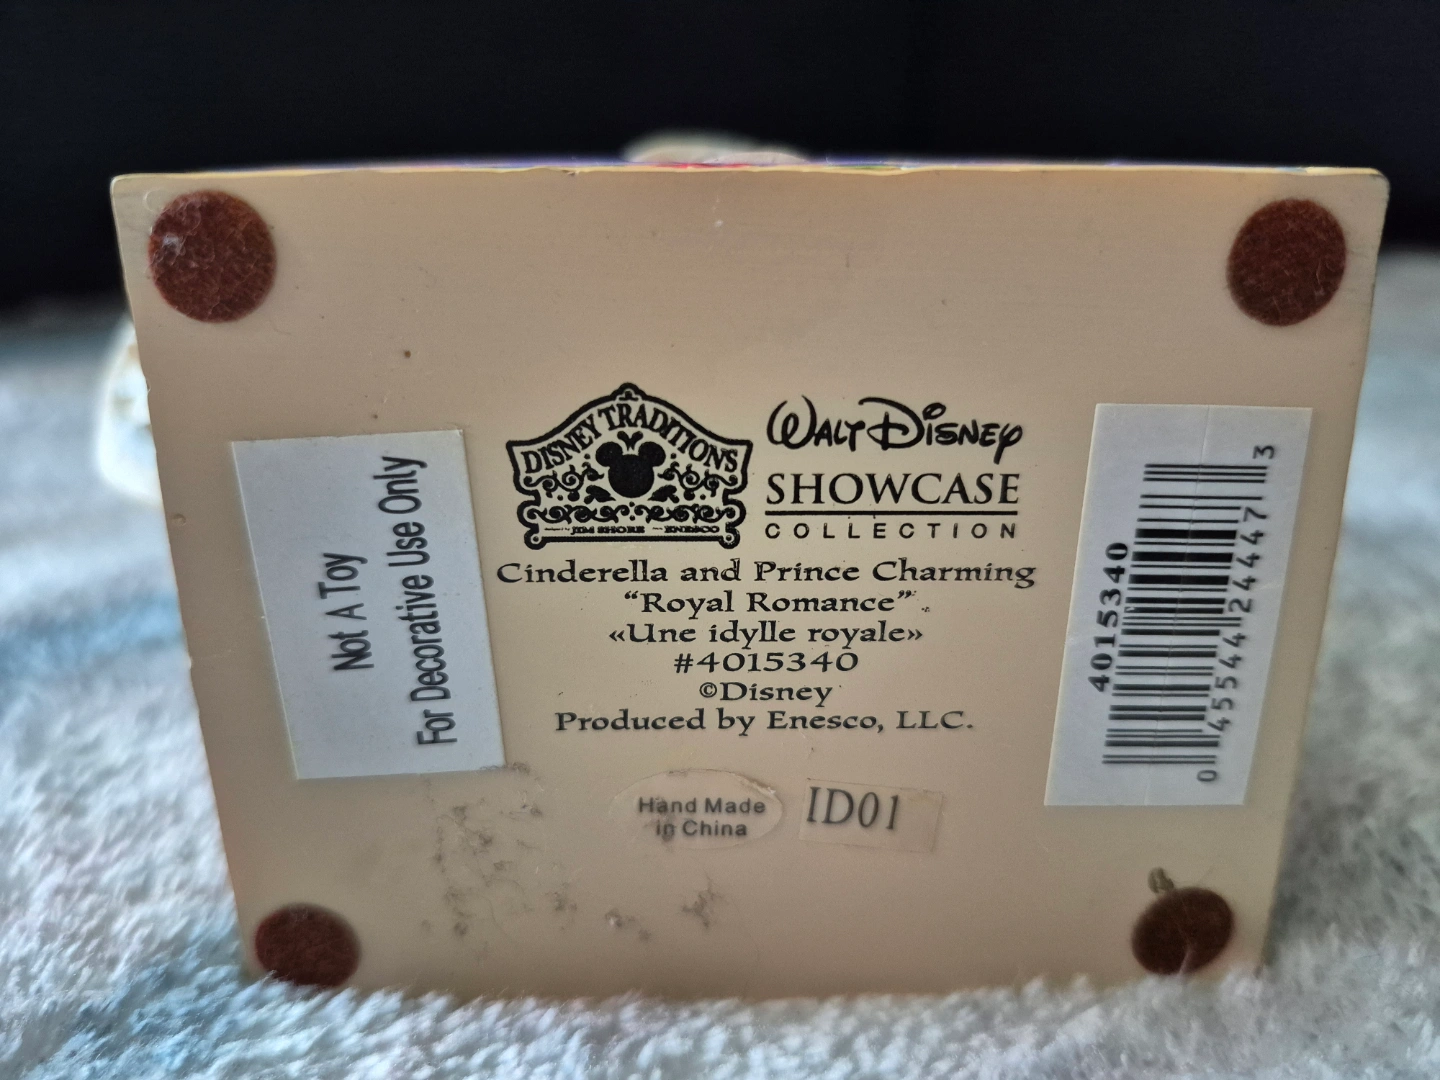 DISNEY TRADITIONS
JIM SHORE
ENESCO
WALT DISNEY
SHOWCASE
COLLECTION
Cinderella and Prince Charming
“Royal Romance”
«Une idylle royale»
#4015340
©Disney
Produced by Enesco, LLC.
Not A Toy
For Decorative Use Only
Hand Made
in China
ID01
4015340
0 45544 24447 3